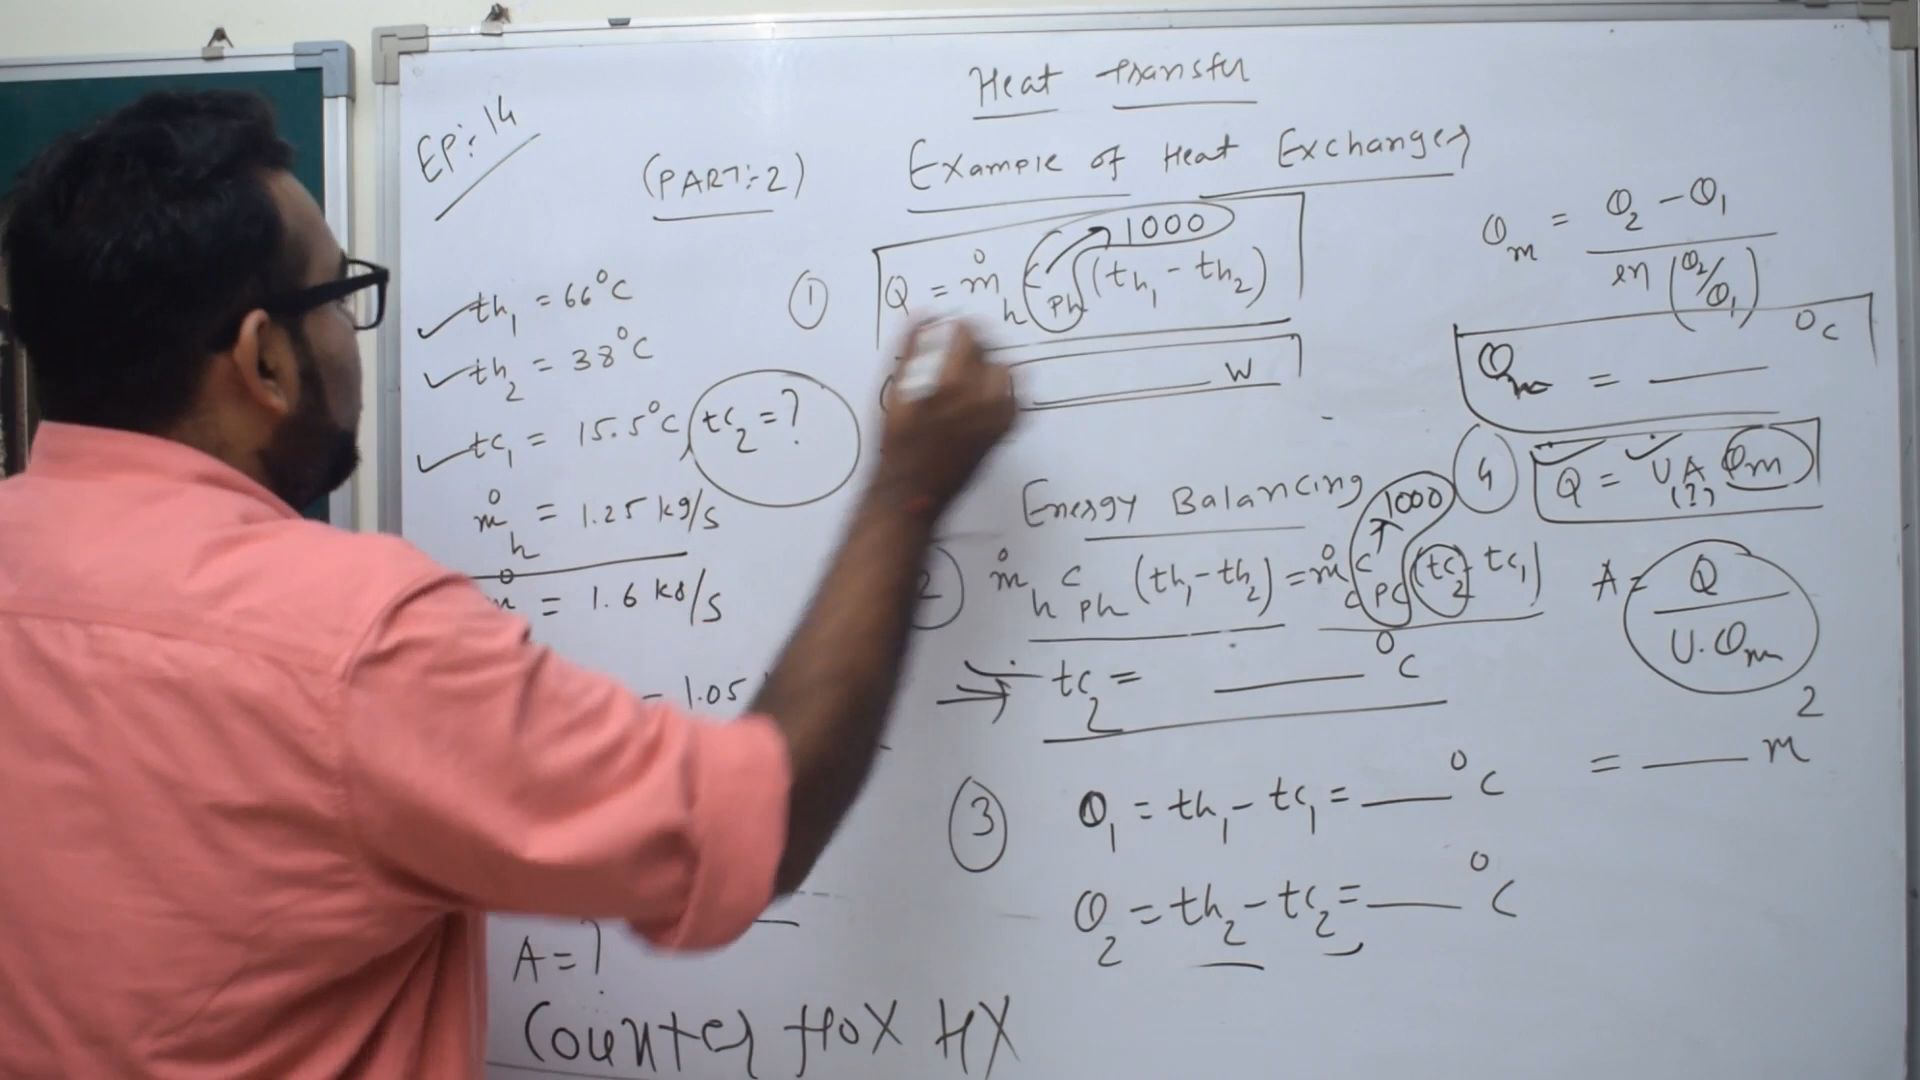 Heat transfer
EP:-14
(PART:-2)
Example of Heat Exchanger
th₁ = 66°C
th₂ = 38°C
tc₁ = 15.5°C, tc₂ = ?
ṁh = 1.25 kg/s
= 1.6 kg/s
= 1.05
A = ?
Counter flow HX
① Q = ṁh Cph (th₁ - th₂)
1000
____ W
Energy Balancing
2 ṁh Cph (th₁ - th₂) = ṁc Cpc (tc₂ - tc₁)
1000
→ tc₂ = ____ °C
③ θ₁ = th₁ - tc₁ = ____ °C
θ₂ = th₂ - tc₂ = ____ °C
θm = θ₂ - θ₁ / ln (θ₂/θ₁)
θm = ____ °C
④ Q = U A θm
(?)
A = Q / U.θm
= ____ m²